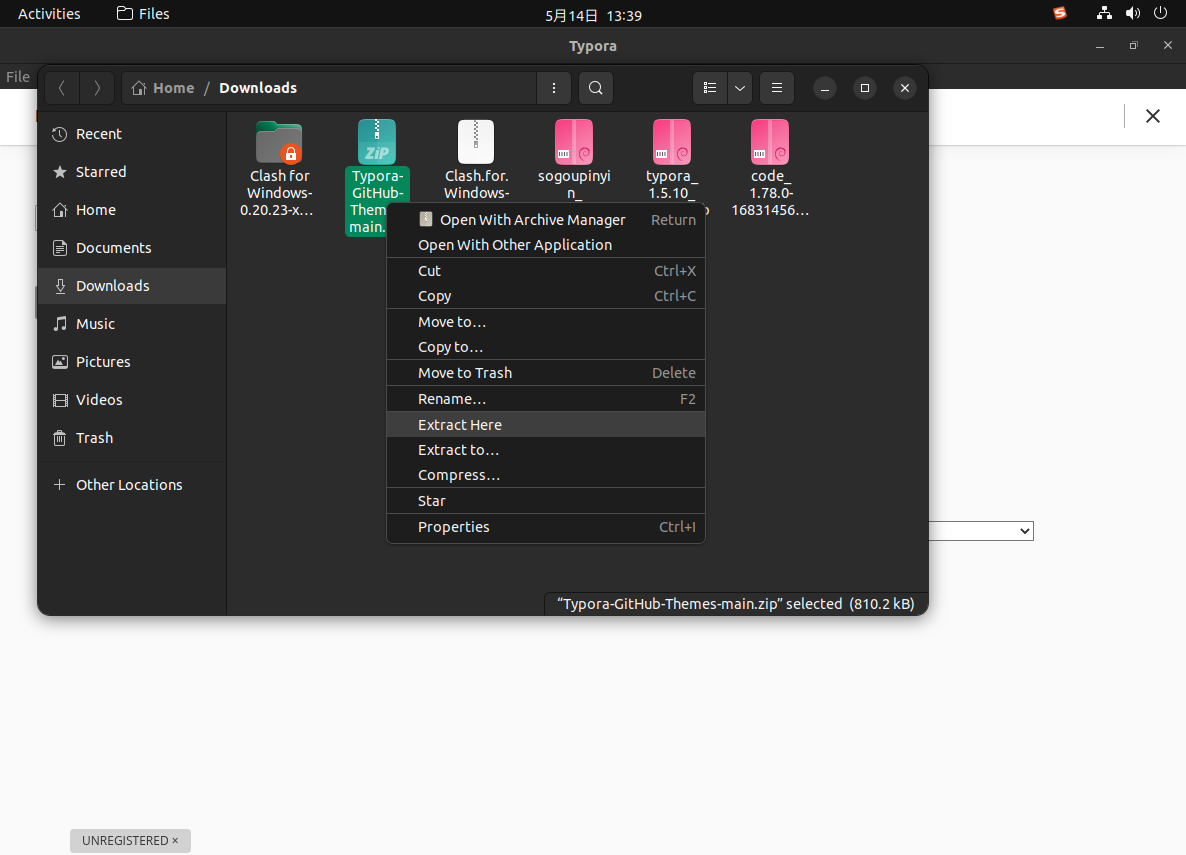 Activities
Files
5月14日 13:39
Typora
File
Home / Downloads
Recent
Starred
Home
Documents
Downloads
Music
Pictures
Videos
Trash
Other Locations
ZiP
Clash for
Windows-
0.20.23-x…
Typora-
GitHub-
Them
main.
Clash.for.
Windows-
sogoupinyi
n_
typora_
1.5.10_
code_
1.78.0-
16831456…
Open With Archive Manager Return
Open With Other Application
Cut Ctrl+X
Copy Ctrl+C
Move to…
Copy to…
Move to Trash Delete
Rename… F2
Extract Here
Extract to…
Compress…
Star
Properties Ctrl+I
“Typora-GitHub-Themes-main.zip” selected (810.2 kB)
UNREGISTERED ×